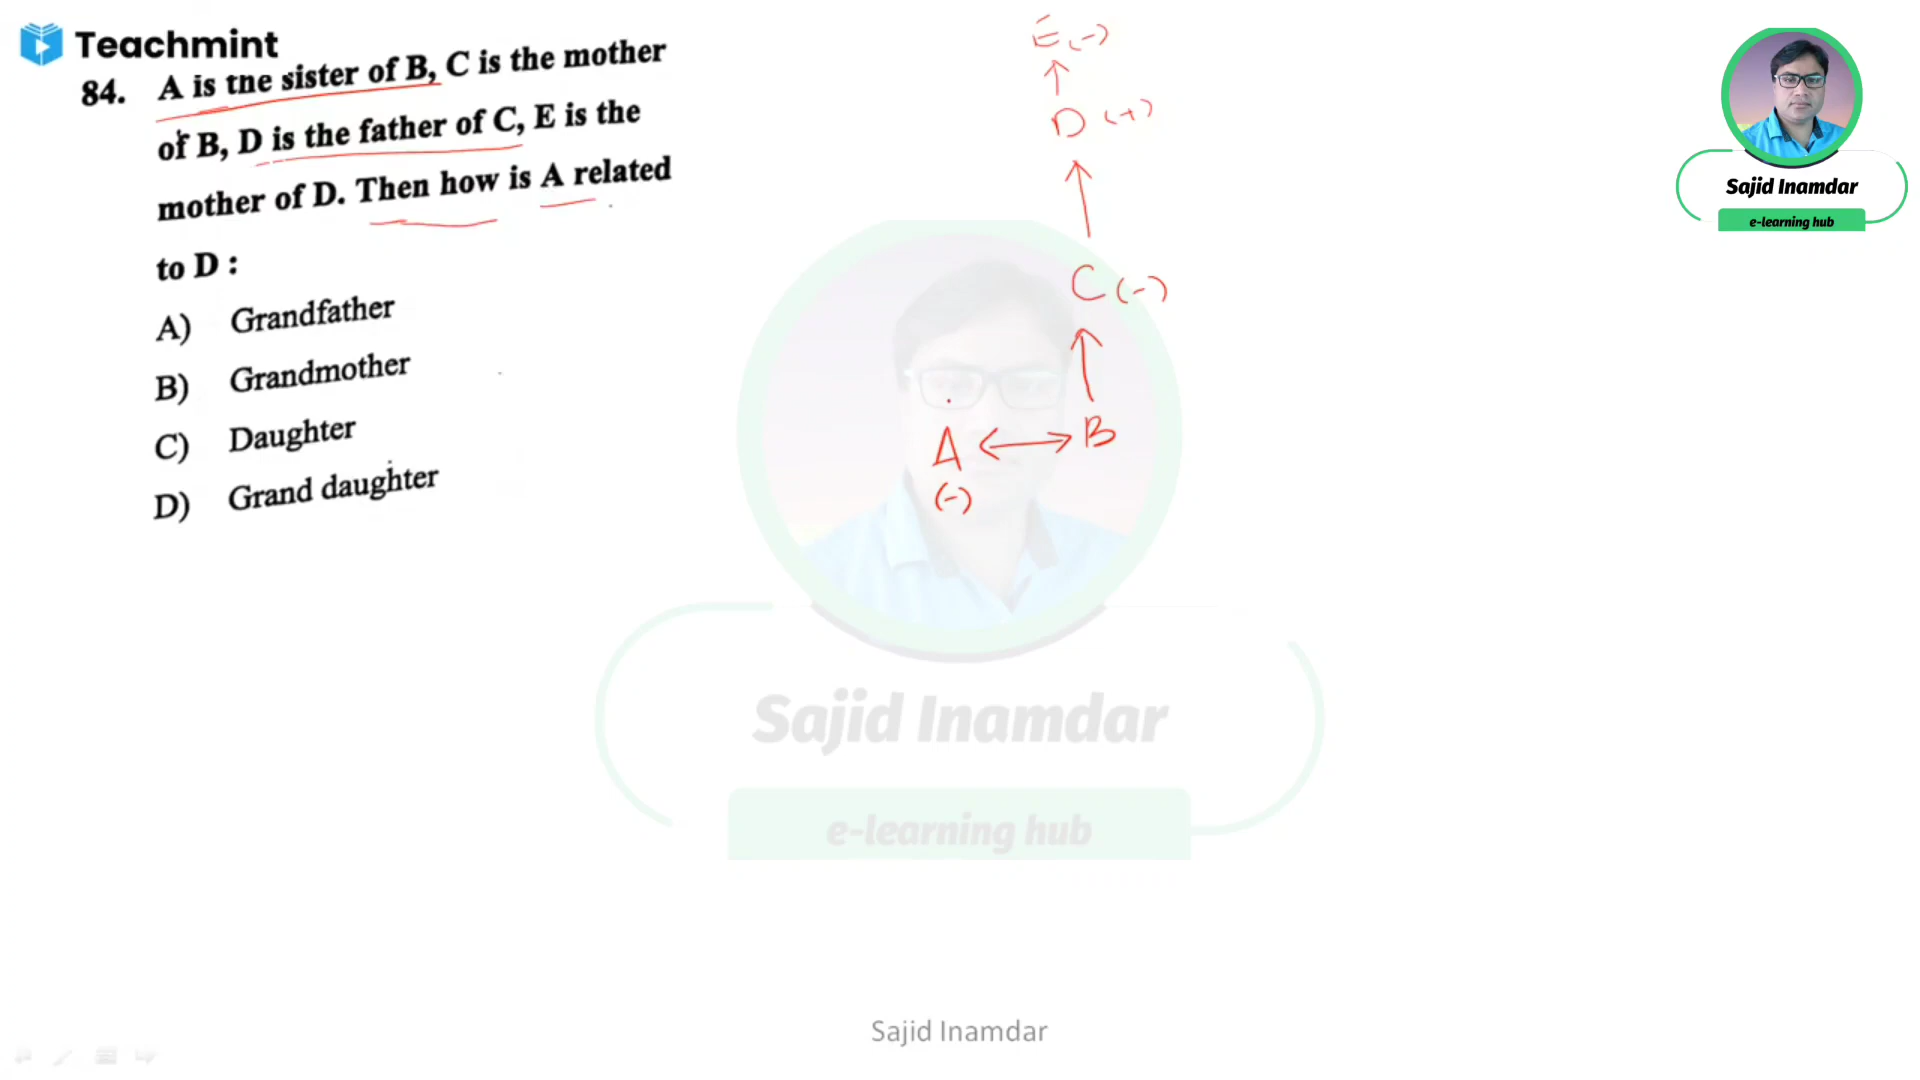 Teachmint
84. A is the sister of B, C is the mother
of B, D is the father of C, E is the
mother of D. Then how is A related
to D :
A) Grandfather
B) Grandmother
C) Daughter
D) Grand daughter
E (-)
D (+)
C (-)
A B
(-)
Sajid Inamdar
e-learning hub
Sajid Inamdar
e-learning hub
Sajid Inamdar